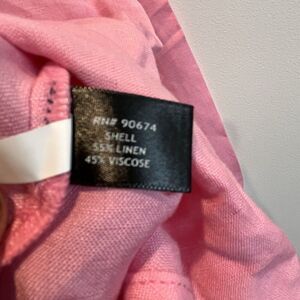 RN# 90674
SHELL
55% LINEN
45% VISCOSE